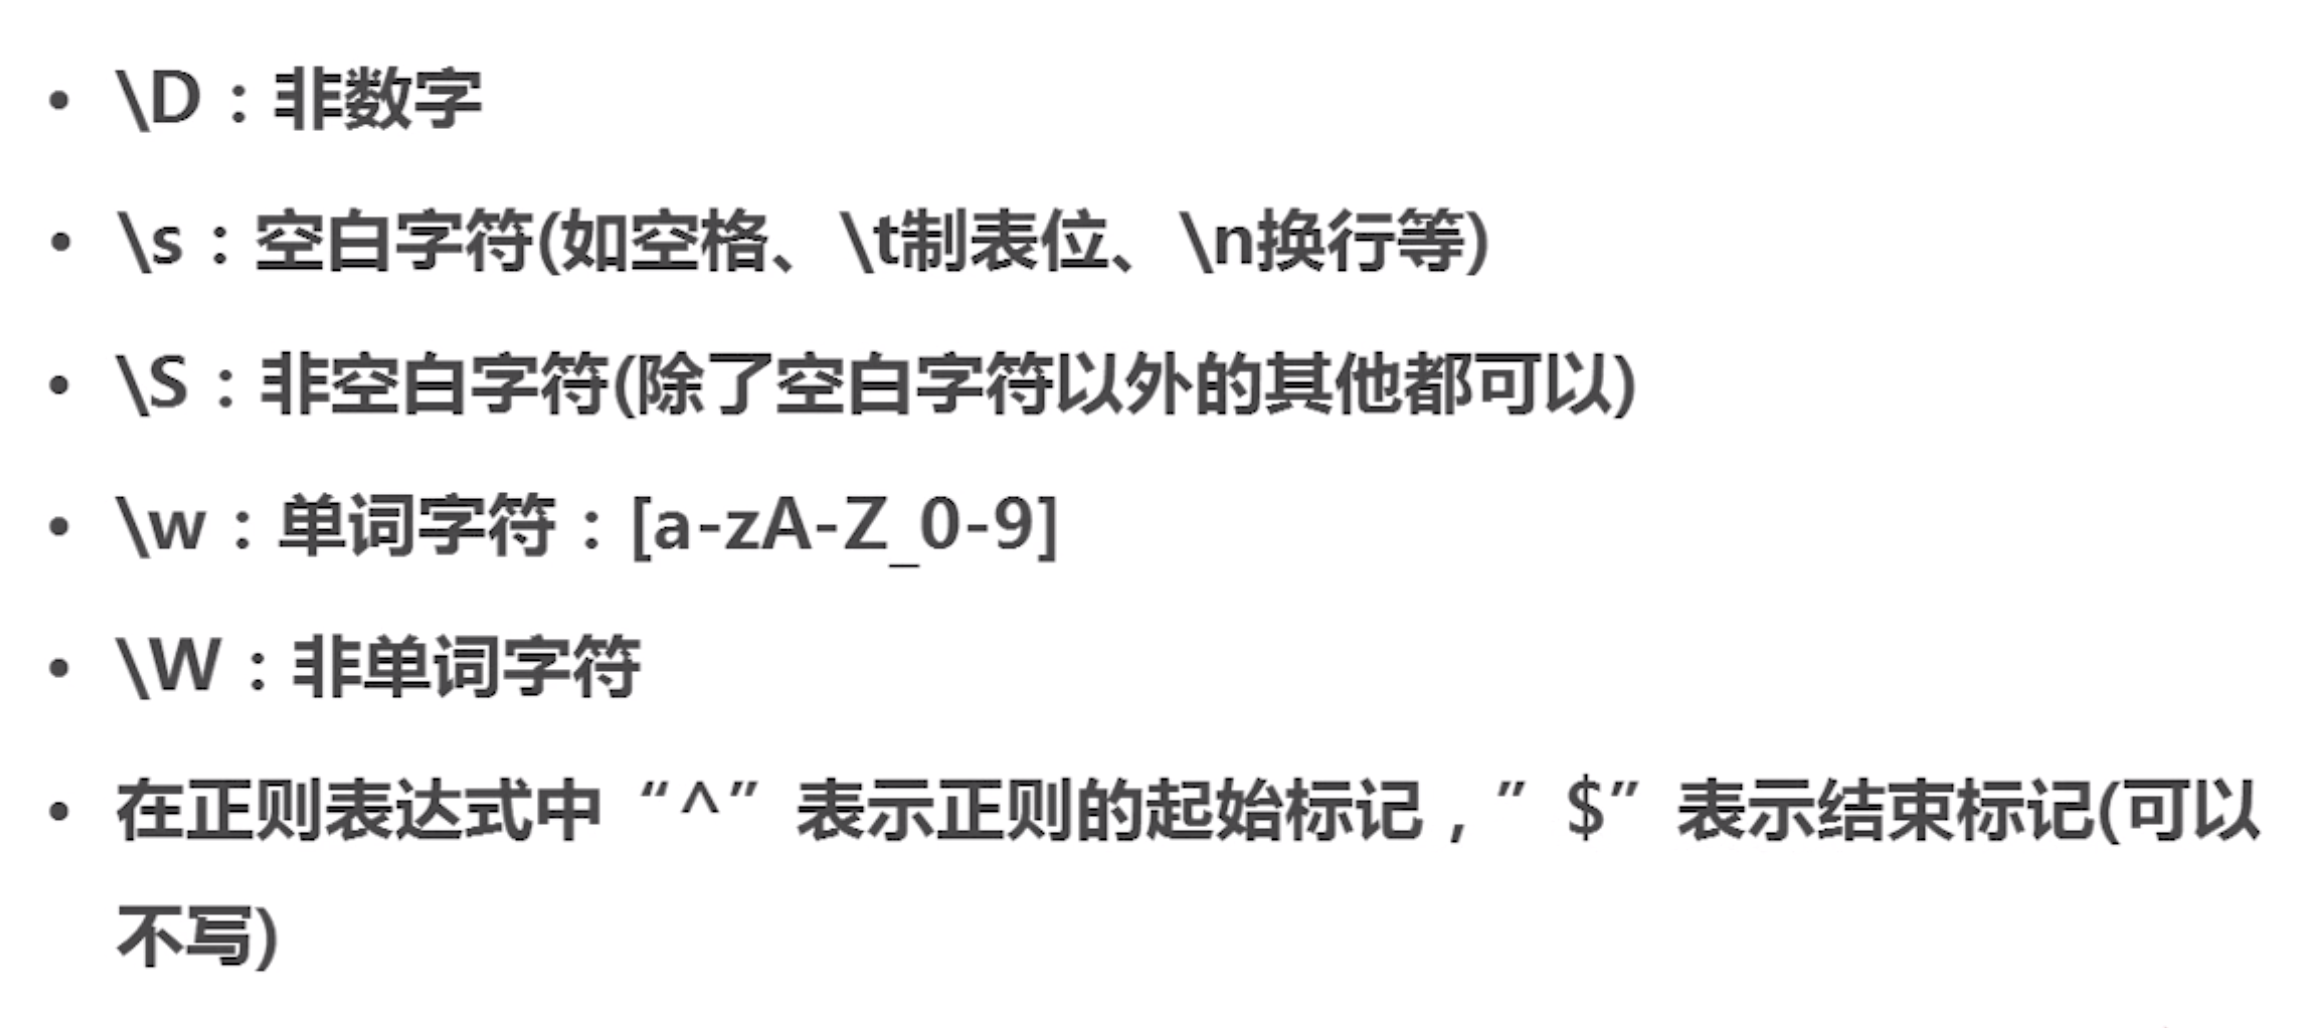 • \D：非数字
• \s：空白字符(如空格、\t制表位、\n换行等)
• \S：非空白字符(除了空白字符以外的其他都可以)
• \w：单词字符：[a-zA-Z_0-9]
• \W：非单词字符
• 在正则表达式中“^”表示正则的起始标记，”$”表示结束标记(可以
不写)